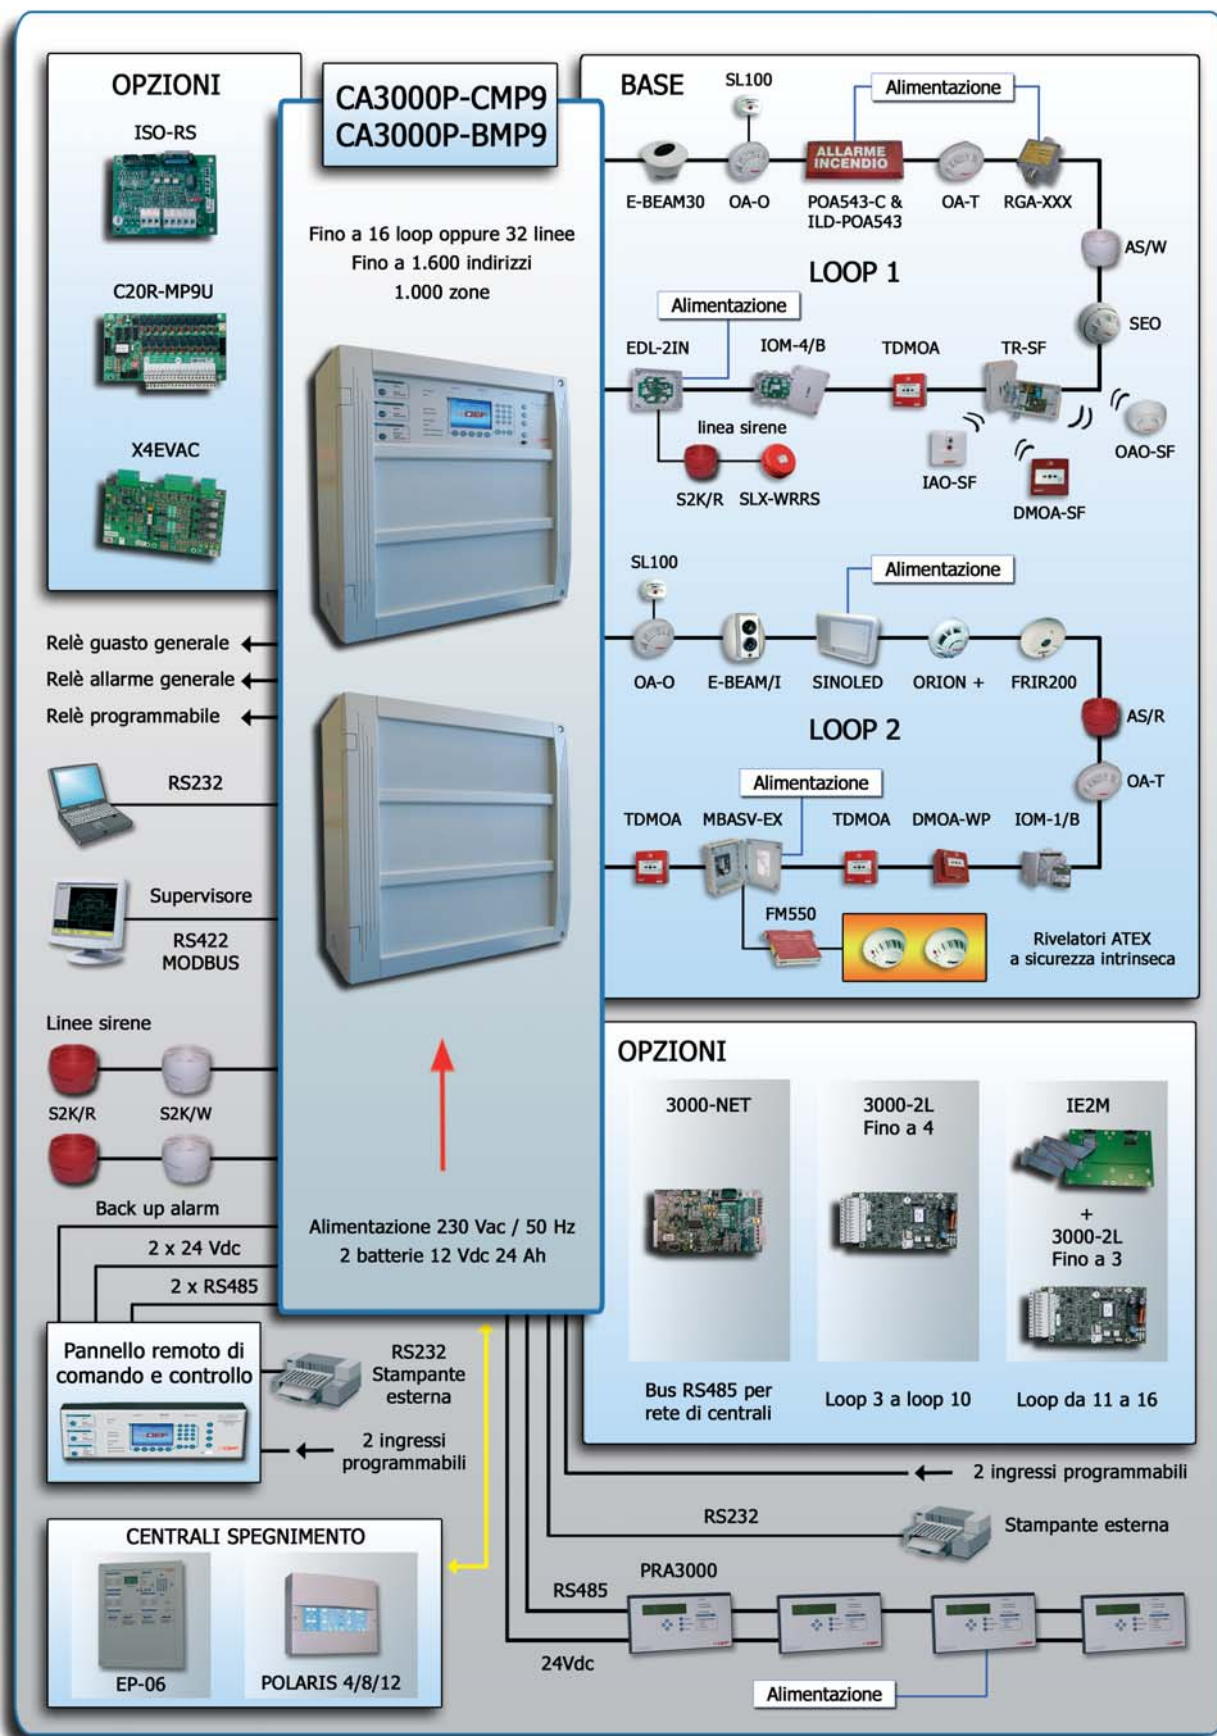 OPZIONI
ISO-RS
C20R-MP9U
X4EVAC
CA3000P-CMP9
CA3000P-BMP9
Fino a 16 loop oppure 32 linee
Fino a 1.600 indirizzi
1.000 zone
BASE
SL100
Alimentazione
ALLARME
INCENDIO
E-BEAM30
OA-O
POA543-C &
ILD-POA543
OA-T
RGA-XXX
AS/W
LOOP 1
Alimentazione
SEO
EDL-2IN
IOM-4/B
TDMOA
TR-SF
linea sirene
OAO-SF
IAO-SF
S2K/R
SLX-WRRS
DMOA-SF
SL100
Alimentazione
OA-O
E-BEAM/I
SINOLED
ORION +
FRIR200
AS/R
LOOP 2
Alimentazione
OA-T
TDMOA
MBASV-EX
TDMOA
DMOA-WP
IOM-1/B
FM550
Rivelatori ATEX
a sicurezza intrinseca
Relè guasto generale
Relè allarme generale
Relè programmabile
RS232
Supervisore
RS422
MODBUS
Linee sirene
S2K/R
S2K/W
Back up alarm
2 x 24 Vdc
2 x RS485
Alimentazione 230 Vac / 50 Hz
2 batterie 12 Vdc 24 Ah
OPZIONI
3000-NET
Bus RS485 per
rete di centrali
3000-2L
Fino a 4
Loop 3 a loop 10
IE2M
+
3000-2L
Fino a 3
Loop da 11 a 16
Pannello remoto di
comando e controllo
DEF
RS232
Stampante
esterna
2 ingressi
programmabili
2 ingressi programmabili
RS232
Stampante esterna
CENTRALI SPEGNIMENTO
EP-06
POLARIS 4/8/12
RS485
PRA3000
24Vdc
Alimentazione